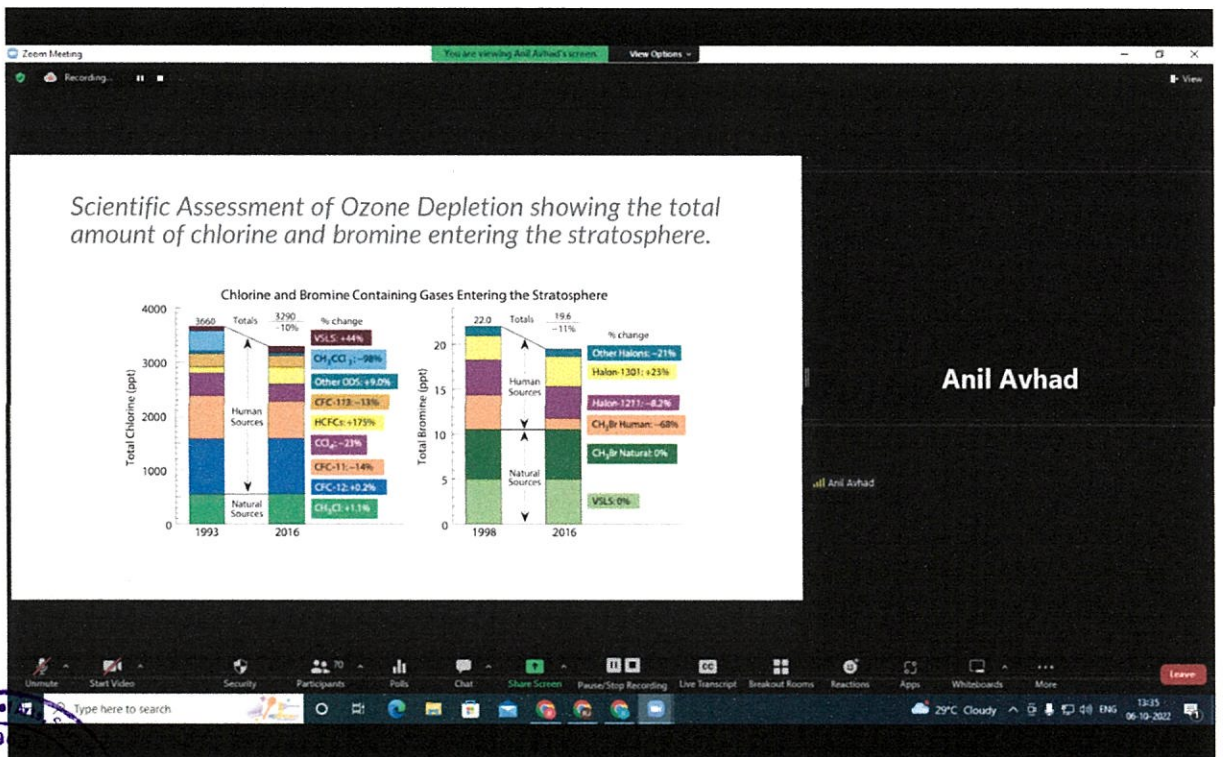 Zoom Meeting
You are viewing Anil Avhad's screen View Options
Recording...
View
Scientific Assessment of Ozone Depletion showing the total
amount of chlorine and bromine entering the stratosphere.
Chlorine and Bromine Containing Gases Entering the Stratosphere
Total Chlorine (ppt)
4000
3000
2000
1000
0
3660 Totals 3290
-10%
% change
VSLS: +44%
CH3CCl3: -98%
Other ODS: +9.0%
CFC-113: -13%
HCFCs: +175%
CCl4: -23%
CFC-11: -14%
CFC-12: +0.2%
CH3Cl: +1.1%
Human
Sources
Natural
Sources
1993 2016
Total Bromine (ppt)
20
15
10
5
0
22.0 Totals 19.6
-11%
% change
Other Halons: -21%
Halon-1301: +23%
Halon-1211: -8.2%
CH3Br Human: -68%
CH3Br Natural: 0%
VSLS: 0%
Human
Sources
Natural
Sources
1998 2016
Anil Avhad
Anil Avhad
Unmute Start Video Security Participants 70 Polls Chat Share Screen Pause/Stop Recording Live Transcript Breakout Rooms Reactions Apps Whiteboards More Leave
Type here to search
29°C Cloudy ENG 13:35
06-10-2022